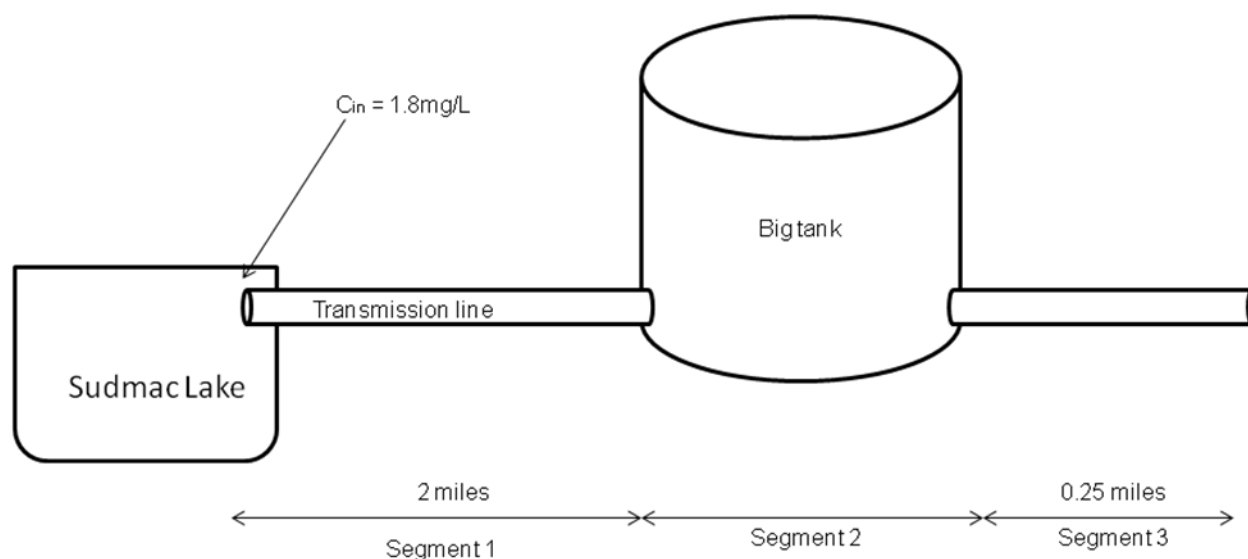 Cin = 1.8mg/L
Big tank
Transmission line
Sudmac Lake
2 miles
0.25 miles
Segment 1
Segment 2
Segment 3